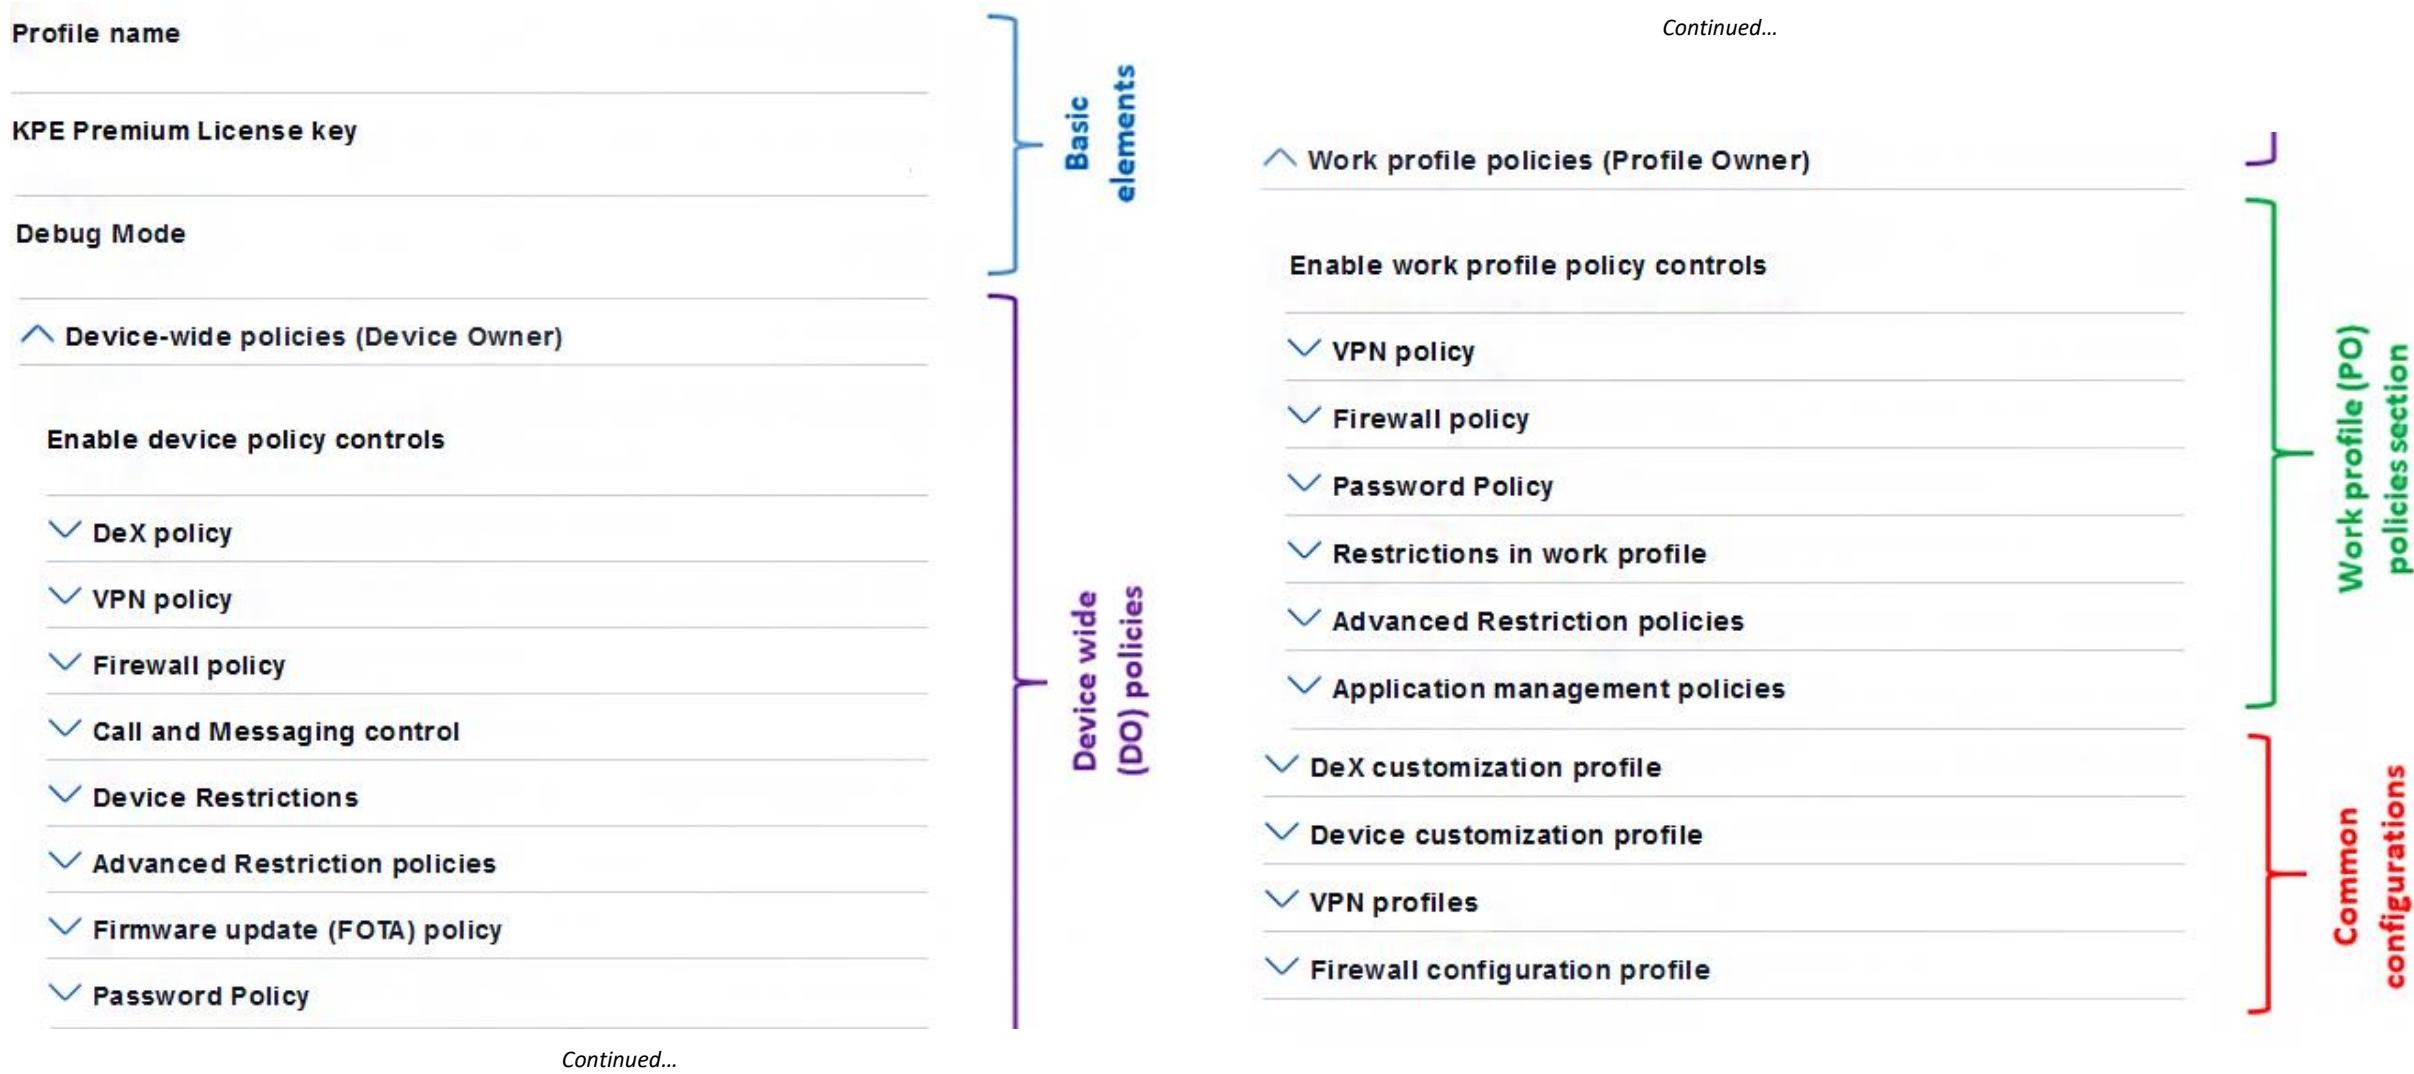 Profile name
KPE Premium License key
Debug Mode
Basic
elements
Device-wide policies (Device Owner)
Enable device policy controls
DeX policy
VPN policy
Firewall policy
Call and Messaging control
Device Restrictions
Advanced Restriction policies
Firmware update (FOTA) policy
Password Policy
Device wide
(DO) policies
Continued...
Continued...
Work profile policies (Profile Owner)
Enable work profile policy controls
VPN policy
Firewall policy
Password Policy
Restrictions in work profile
Advanced Restriction policies
Application management policies
Work profile (PO)
policies section
DeX customization profile
Device customization profile
VPN profiles
Firewall configuration profile
Common
configurations